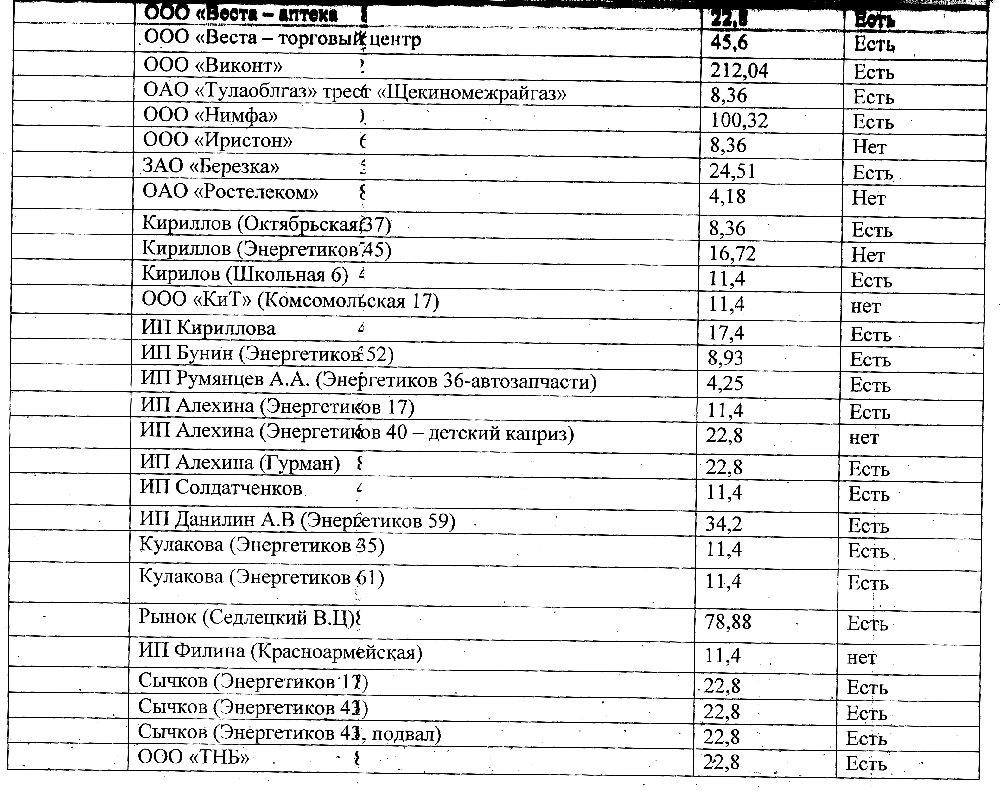 ООО «Веста – аптека 22,8 Есть
ООО «Веста – торговый центр 45,6 Есть
ООО «Виконт» 212,04 Есть
ОАО «Тулаоблгаз» трест «Щекиномежрайгаз» 8,36 Есть
ООО «Нимфа» 100,32 Есть
ООО «Иристон» 8,36 Нет
ЗАО «Березка» 24,51 Есть
ОАО «Ростелеком» 4,18 Нет
Кириллов (Октябрьская,37) 8,36 Есть
Кириллов (Энергетиков 45) 16,72 Нет
Кирилов (Школьная 6) 11,4 Есть
ООО «КиТ» (Комсомольская 17) 11,4 нет
ИП Кириллова 17,4 Есть
ИП Бунин (Энергетиков 52) 8,93 Есть
ИП Румянцев А.А. (Энергетиков 36-автозапчасти) 4,25 Есть
ИП Алехина (Энергетиков 17) 11,4 Есть
ИП Алехина (Энергетиков 40 – детский каприз) 22,8 нет
ИП Алехина (Гурман) 22,8 Есть
ИП Солдатченков 11,4 Есть
ИП Данилин А.В (Энергетиков 59) 34,2 Есть
Кулакова (Энергетиков 35) 11,4 Есть
Кулакова (Энергетиков 61) 11,4 Есть
Рынок (Седлецкий В.Ц) 78,88 Есть
ИП Филина (Красноармейская) 11,4 нет
Сычков (Энергетиков 17) 22,8 Есть
Сычков (Энергетиков 22,8 Есть
Сычков (Энергетиков подвал) 22,8 Есть
ООО «ТНБ» 22,8 Есть